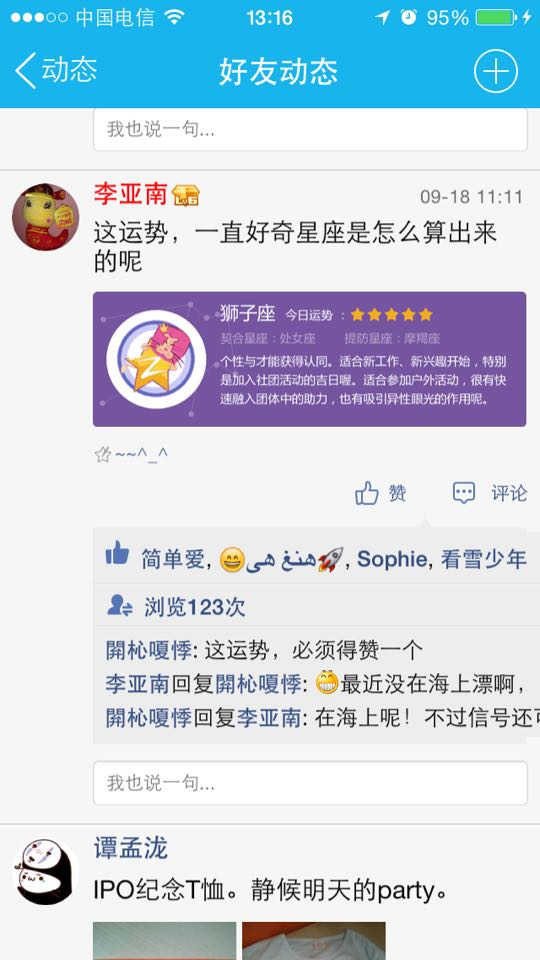 中国电信 13:16 95%
动态 好友动态
我也说一句...
李亚南 09-18 11:11
这运势，一直好奇星座是怎么算出来
的呢
狮子座 今日运势：
契合星座：处女座 提防星座：摩羯座
个性与才能获得认同。适合新工作、新兴趣开始，特别
是加入社团活动的吉日喔。适合参加户外活动，很有快
速融入团体中的助力，也有吸引异性眼光的作用呢。
~~^_^
赞 评论
简单爱, 😄هنغ هى🚀, Sophie, 看雪少年
浏览123次
開杺嗄悸: 这运势，必须得赞一个
李亚南回复開杺嗄悸: 😁最近没在海上漂啊，
開杺嗄悸回复李亚南: 在海上呢！不过信号还可
我也说一句...
谭孟泷
IPO纪念T恤。静候明天的party。